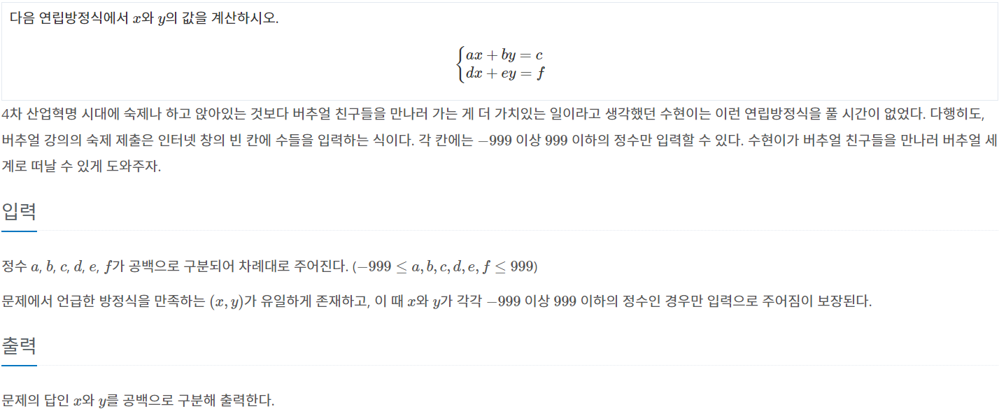 다음 연립방정식에서 x와 y의 값을 계산하시오.
ax + by = c
dx + ey = f
4차 산업혁명 시대에 숙제나 하고 앉아있는 것보다 버추얼 친구들을 만나러 가는 게 더 가치있는 일이라고 생각했던 수현이는 이런 연립방정식을 풀 시간이 없었다. 다행히도,
버추얼 강의의 숙제 제출은 인터넷 창의 빈 칸에 수들을 입력하는 식이다. 각 칸에는 −999 이상 999 이하의 정수만 입력할 수 있다. 수현이가 버추얼 친구들을 만나러 버추얼 세
계로 떠날 수 있게 도와주자.
입력
정수 a, b, c, d, e, f가 공백으로 구분되어 차례대로 주어진다. (−999 ≤ a, b, c, d, e, f ≤ 999)
문제에서 언급한 방정식을 만족하는 (x, y)가 유일하게 존재하고, 이 때 x와 y가 각각 −999 이상 999 이하의 정수인 경우만 입력으로 주어짐이 보장된다.
출력
문제의 답인 x와 y를 공백으로 구분해 출력한다.